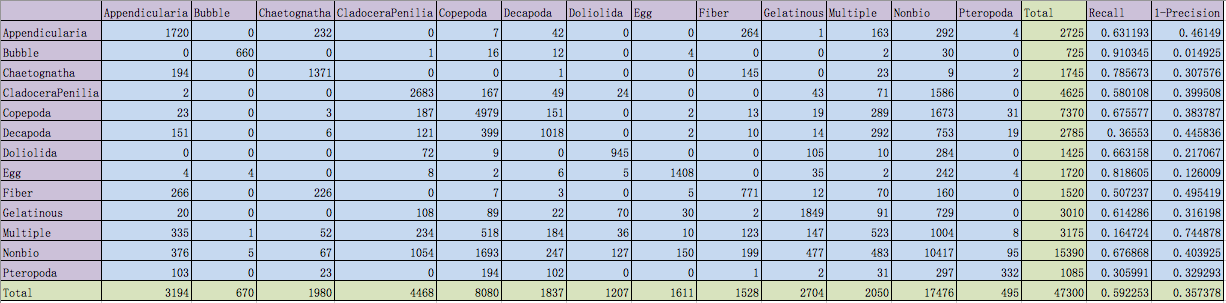 Appendicularia Bubble Chaetognatha CladoceraPenilia Copepoda Decapoda Doliolida Egg Fiber Gelatinous Multiple Nonbio Pteropoda Total Recall 1-Precision
Appendicularia 1720 0 232 0 7 42 0 0 264 1 163 292 4 2725 0.631193 0.46149
Bubble 0 660 0 1 16 12 0 4 0 0 2 30 0 725 0.910345 0.014925
Chaetognatha 194 0 1371 0 0 1 0 0 145 0 23 9 2 1745 0.785673 0.307576
CladoceraPenilia 2 0 0 2683 167 49 24 0 0 43 71 1586 0 4625 0.580108 0.399508
Copepoda 23 0 3 187 4979 151 0 2 13 19 289 1673 31 7370 0.675577 0.383787
Decapoda 151 0 6 121 399 1018 0 2 10 14 292 753 19 2785 0.36553 0.445836
Doliolida 0 0 0 72 9 0 945 0 0 105 10 284 0 1425 0.663158 0.217067
Egg 4 4 0 8 2 6 5 1408 0 35 2 242 4 1720 0.818605 0.126009
Fiber 266 0 226 0 7 3 0 5 771 12 70 160 0 1520 0.507237 0.495419
Gelatinous 20 0 0 108 89 22 70 30 2 1849 91 729 0 3010 0.614286 0.316198
Multiple 335 1 52 234 518 184 36 10 123 147 523 1004 8 3175 0.164724 0.744878
Nonbio 376 5 67 1054 1693 247 127 150 199 477 483 10417 95 15390 0.676868 0.403925
Pteropoda 103 0 23 0 194 102 0 0 1 2 31 297 332 1085 0.305991 0.329293
Total 3194 670 1980 4468 8080 1837 1207 1611 1528 2704 2050 17476 495 47300 0.592253 0.357378